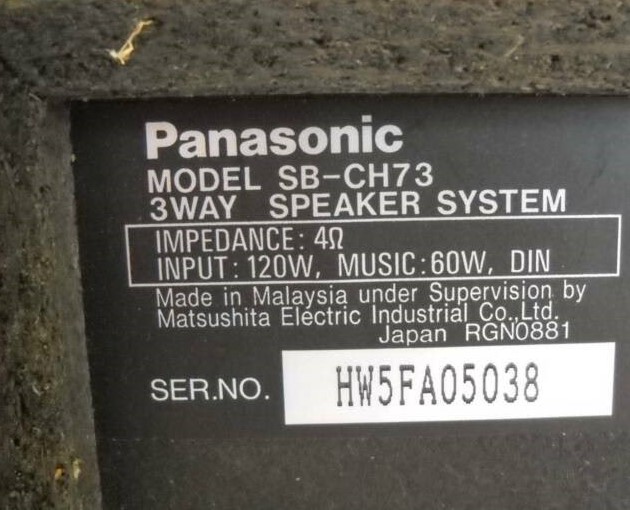 Panasonic
MODEL SB-CH73
3WAY SPEAKER SYSTEM
IMPEDANCE: 4Ω
INPUT: 120W, MUSIC: 60W, DIN
Made in Malaysia under Supervision by
Matsushita Electric Industrial Co.,Ltd.
Japan RGN0881
SER.NO. HW5FA05038